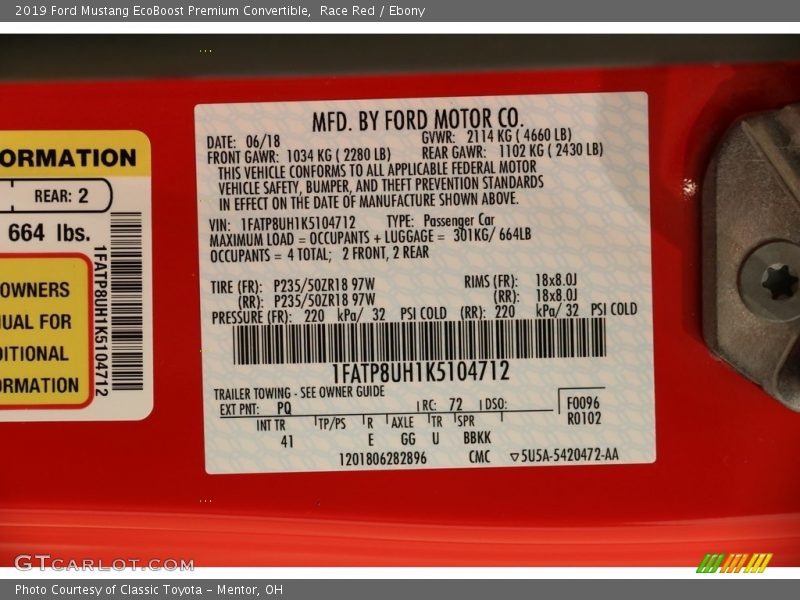 2019 Ford Mustang EcoBoost Premium Convertible,  Race Red / Ebony
ORMATION
REAR: 2
664 lbs.
OWNERS
UAL FOR
DITIONAL
ORMATION
1FATP8UH1K5104712
MFD. BY FORD MOTOR CO.
DATE: 06/18 GVWR: 2114 KG ( 4660 LB)
FRONT GAWR: 1034 KG ( 2280 LB) REAR GAWR: 1102 KG ( 2430 LB)
THIS VEHICLE CONFORMS TO ALL APPLICABLE FEDERAL MOTOR
VEHICLE SAFETY, BUMPER, AND THEFT PREVENTION STANDARDS
IN EFFECT ON THE DATE OF MANUFACTURE SHOWN ABOVE.
VIN: 1FATP8UH1K5104712 TYPE: Passenger Car
MAXIMUM LOAD = OCCUPANTS + LUGGAGE = 301KG/ 664LB
OCCUPANTS = 4 TOTAL; 2 FRONT, 2 REAR
TIRE (FR): P235/50ZR18 97W RIMS (FR): 18x8.0J
(RR): P235/50ZR18 97W (RR): 18x8.0J
PRESSURE (FR): 220 kPa/ 32 PSI COLD (RR): 220 kPa/ 32 PSI COLD
1FATP8UH1K5104712
TRAILER TOWING - SEE OWNER GUIDE
EXT PNT: PQ RC: 72 DSO: F0096
R0102
INT TR TP/PS R AXLE TR SPR
41 E GG U BBKK
1201806282896 CMC ▽5U5A-5420472-AA
GTCARLOT.COM
Photo Courtesy of Classic Toyota - Mentor, OH